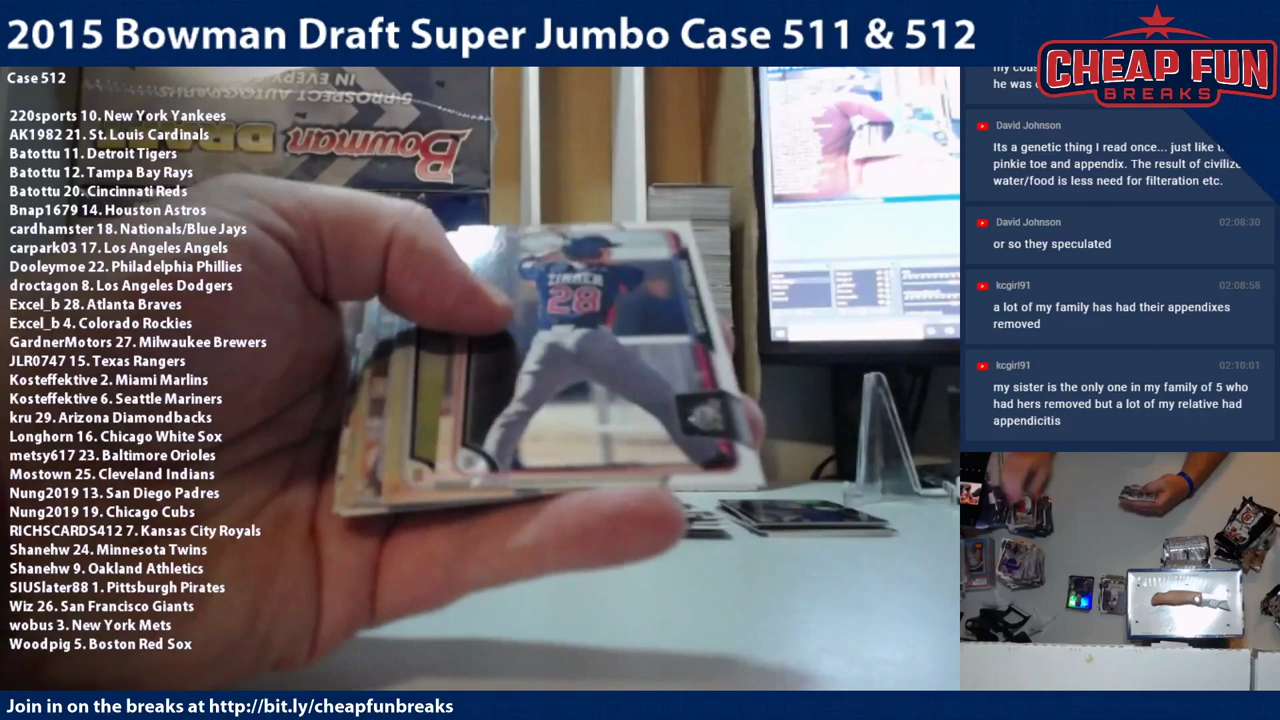 2015 Bowman Draft Super Jumbo Case 511 & 512
CHEAP FUN
BREAKS
Case 512
220sports 10. New York Yankees
AK1982 21. St. Louis Cardinals
Batottu 11. Detroit Tigers
Batottu 12. Tampa Bay Rays
Batottu 20. Cincinnati Reds
Bnap1679 14. Houston Astros
cardhamster 18. Nationals/Blue Jays
carpark03 17. Los Angeles Angels
Dooleymoe 22. Philadelphia Phillies
droctagon 8. Los Angeles Dodgers
Excel_b 28. Atlanta Braves
Excel_b 4. Colorado Rockies
GardnerMotors 27. Milwaukee Brewers
JLR0747 15. Texas Rangers
Kosteffektive 2. Miami Marlins
Kosteffektive 6. Seattle Mariners
kru 29. Arizona Diamondbacks
Longhorn 16. Chicago White Sox
metsy617 23. Baltimore Orioles
Mostown 25. Cleveland Indians
Nung2019 13. San Diego Padres
Nung2019 19. Chicago Cubs
RICHSCARDS412 7. Kansas City Royals
Shanehw 24. Minnesota Twins
Shanehw 9. Oakland Athletics
SIUSlater88 1. Pittsburgh Pirates
Wiz 26. San Francisco Giants
wobus 3. New York Mets
Woodpig 5. Boston Red Sox
IN EVERY
5-PROSPECT AUTOGRAPHS
Bowman
DRAFT
ZIMMER
28
my
he was
David Johnson
Its a genetic thing I read once... just like
pinkie toe and appendix. The result of
water/food is less need for filteration etc.
David Johnson 02:08:30
or so they speculated
kcgirl91 02:08:58
a lot of my family has had their appendixes
removed
kcgirl91 02:10:01
my sister is the only one in my family of 5 who
had hers removed but a lot of my relative had
appendicitis
Join in on the breaks at http://bit.ly/cheapfunbreaks